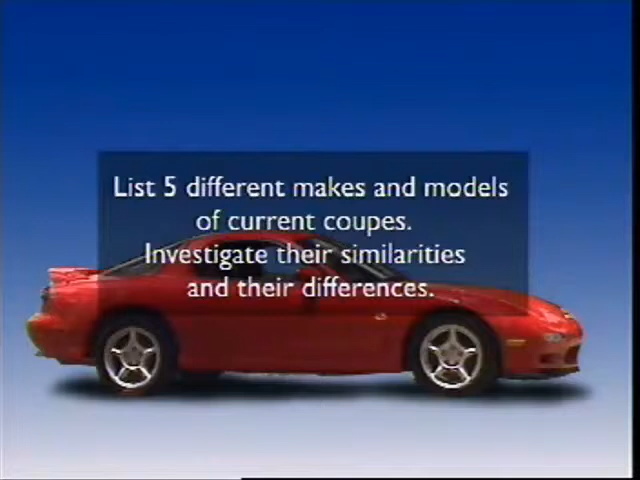 List 5 different makes and models
of current coupes.
Investigate their similarities
and their differences.